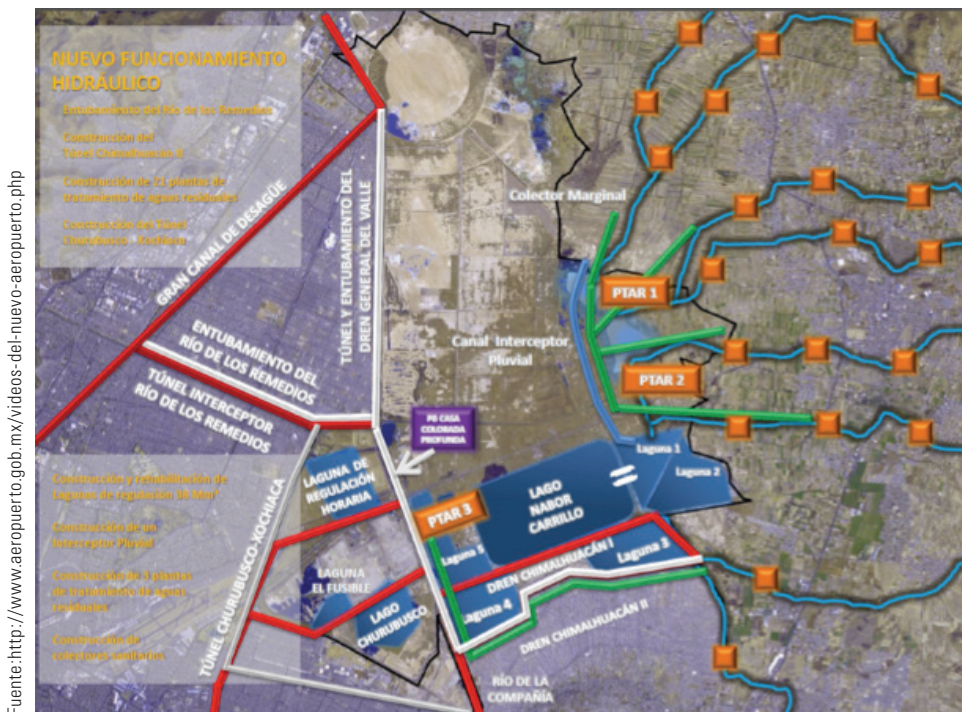 Fuente:http://www.aeropuerto.gob.mx/videos-del-nuevo-aeropuerto.php
NUEVO FUNCIONAMIENTO
HIDRÁULICO
Entubamiento del Río de los Remedios
Construcción del
Túnel Chimalhuacán II
Construcción de 21 plantas de
tratamiento de aguas residuales
Construcción del Túnel
Churubusco - Xochiaca
Construcción y rehabilitación de
Lagunas de regulación
Construcción de un
Interceptor Pluvial
Construcción de 3 plantas
de tratamiento de aguas
residuales
Construcción de
colectores sanitarios
GRAN CANAL DE DESAGÜE
TÚNEL Y ENTUBAMIENTO DEL
DREN GENERAL DEL VALLE
ENTUBAMIENTO DEL
RÍO DE LOS REMEDIOS
TÚNEL INTERCEPTOR
RÍO DE LOS REMEDIOS
Colector Marginal
PTAR 1
Canal Interceptor
Pluvial
PTAR 2
PB CASA
COLORADA
PROFUNDA
LAGUNA DE
REGULACIÓN
HORARIA
Laguna 1
Laguna 2
LAGO
NABOR
CARRILLO
PTAR 3
Laguna 5
DREN CHIMALHUACÁN I
Laguna 3
TÚNEL CHURUBUSCO-XOCHIACA
LAGUNA
EL FUSIBLE
LAGO
CHURUBUSCO
Laguna 4
DREN CHIMALHUACÁN II
RÍO DE LA
COMPAÑÍA